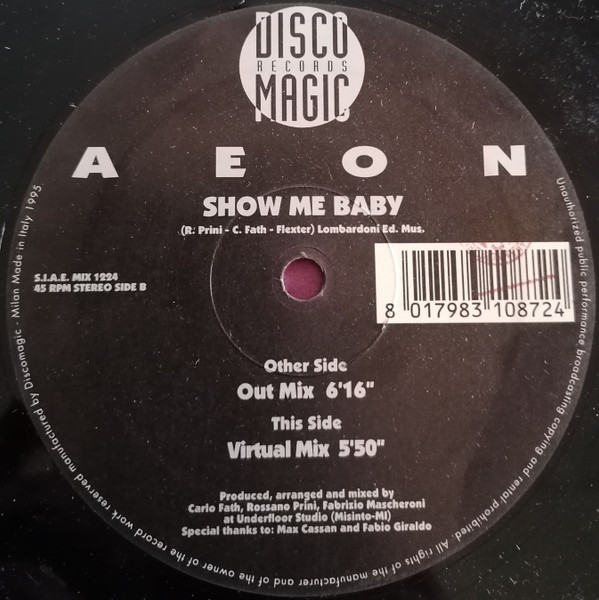 DISCO
RECORDS
MAGIC
A E O N
SHOW ME BABY
(R. Prini - C. Fath - Flexter) Lombardoni Ed. Mus.
S.I.A.E. MIX 1224
45 RPM STEREO SIDE B
8 017983 108724
Other Side
Out Mix 6'16"
This Side
Virtual Mix 5'50"
Produced, arranged and mixed by
Carlo Fath, Rossano Prini, Fabrizio Mascheroni
at Underfloor Studio (Misinto-MI)
Special thanks to: Max Cassan and Fabio Giraldo
Unauthorized public performance broadcasting copying and rental prohibited. All rights of the manufacturer and of the owner of the record work reserved manufactured by Discomagic - Milan Made in Italy 1995